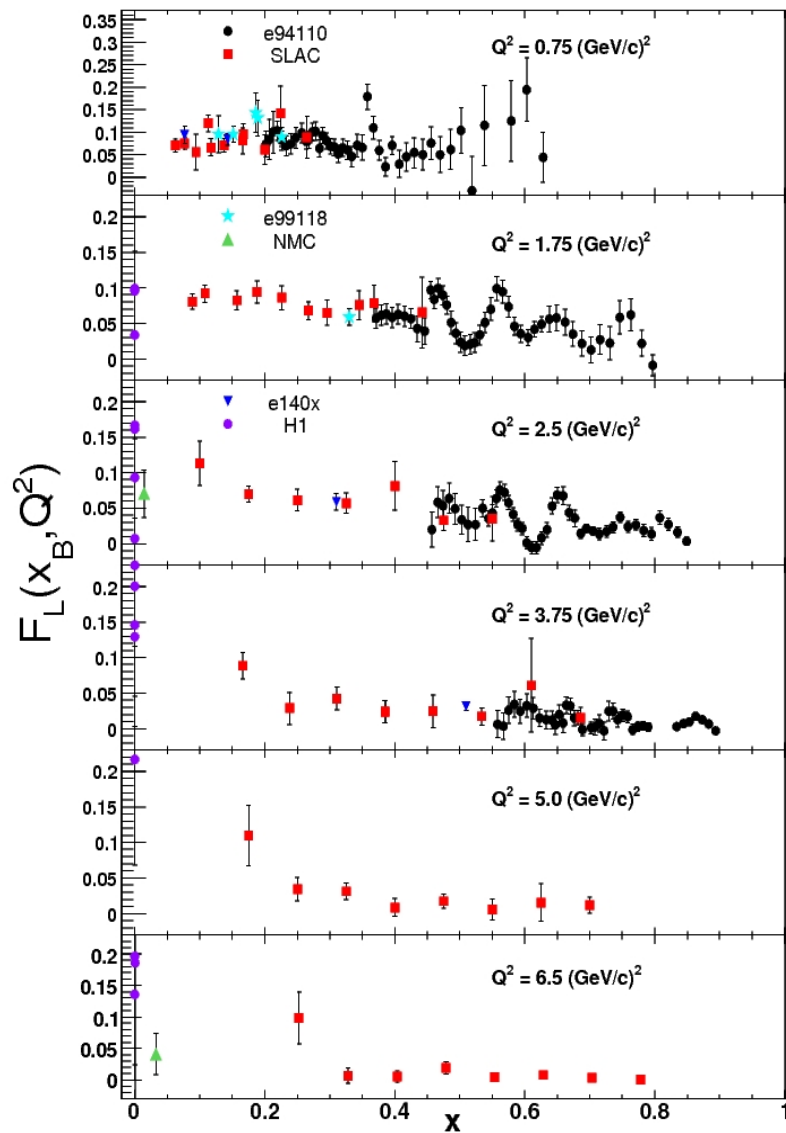 e94110
SLAC
Q² = 0.75 (GeV/c)²
0.35
0.3
0.25
0.2
0.15
0.1
0.05
0
e99118
NMC
Q² = 1.75 (GeV/c)²
0.2
0.15
0.1
0.05
0
e140x
H1
Q² = 2.5 (GeV/c)²
0.2
0.15
0.1
0.05
0
F_L(x_B, Q²)
Q² = 3.75 (GeV/c)²
0.2
0.15
0.1
0.05
0
Q² = 5.0 (GeV/c)²
0.2
0.15
0.1
0.05
0
Q² = 6.5 (GeV/c)²
0.2
0.15
0.1
0.05
0
0 0.2 0.4 0.6 0.8 1
x